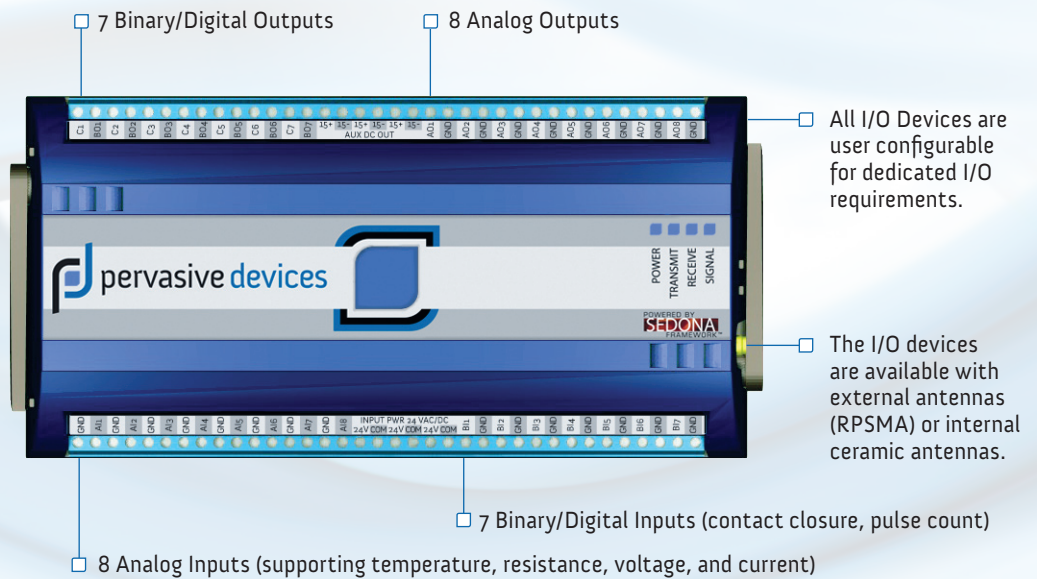 7 Binary/Digital Outputs
8 Analog Outputs
C1 BO1 C2 BO2 C3 BO3 C4 BO4 C5 BO5 C6 BO6 C7 BO7 15+ 15- 15+ 15- 15+ 15- AO1 GND AO2 GND AO3 GND AO4 GND AO5 GND AO6 GND AO7 GND AO8 GND
AUX DC OUT
All I/O Devices are
user configurable
for dedicated I/O
requirements.
pervasive devices
POWER
TRANSMIT
RECEIVE
SIGNAL
POWERED BY
SEDONA
FRAMEWORK™
The I/O devices
are available with
external antennas
(RPSMA) or internal
ceramic antennas.
INPUT PWR 24 VAC/DC
GND AI1 GND AI2 GND AI3 GND AI4 GND AI5 GND AI6 GND AI7 GND AI8 24V COM 24V COM 24V COM BI1 GND BI2 GND BI3 GND BI4 GND BI5 GND BI6 GND BI7 GND
7 Binary/Digital Inputs (contact closure, pulse count)
8 Analog Inputs (supporting temperature, resistance, voltage, and current)